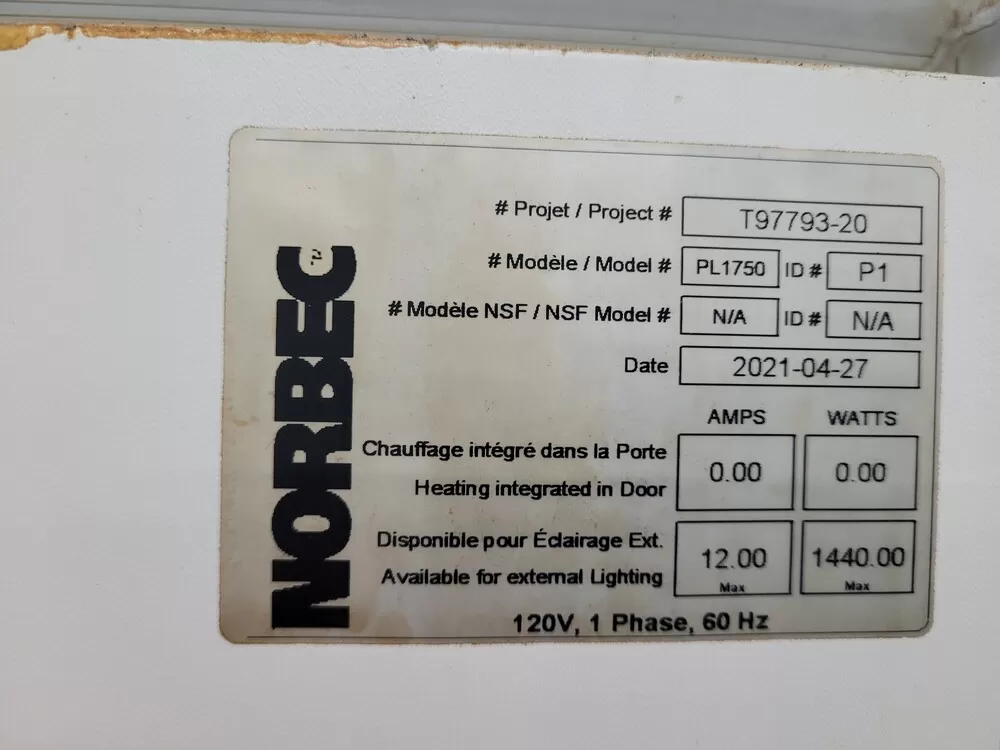 NORBEC
# Projet / Project # T97793-20
# Modèle / Model # PL1750 ID # P1
# Modèle NSF / NSF Model # N/A ID # N/A
Date 2021-04-27
AMPS WATTS
Chauffage intégré dans la Porte
Heating integrated in Door 0.00 0.00
Disponible pour Éclairage Ext.
Available for external Lighting 12.00 Max 1440.00 Max
120V, 1 Phase, 60 Hz